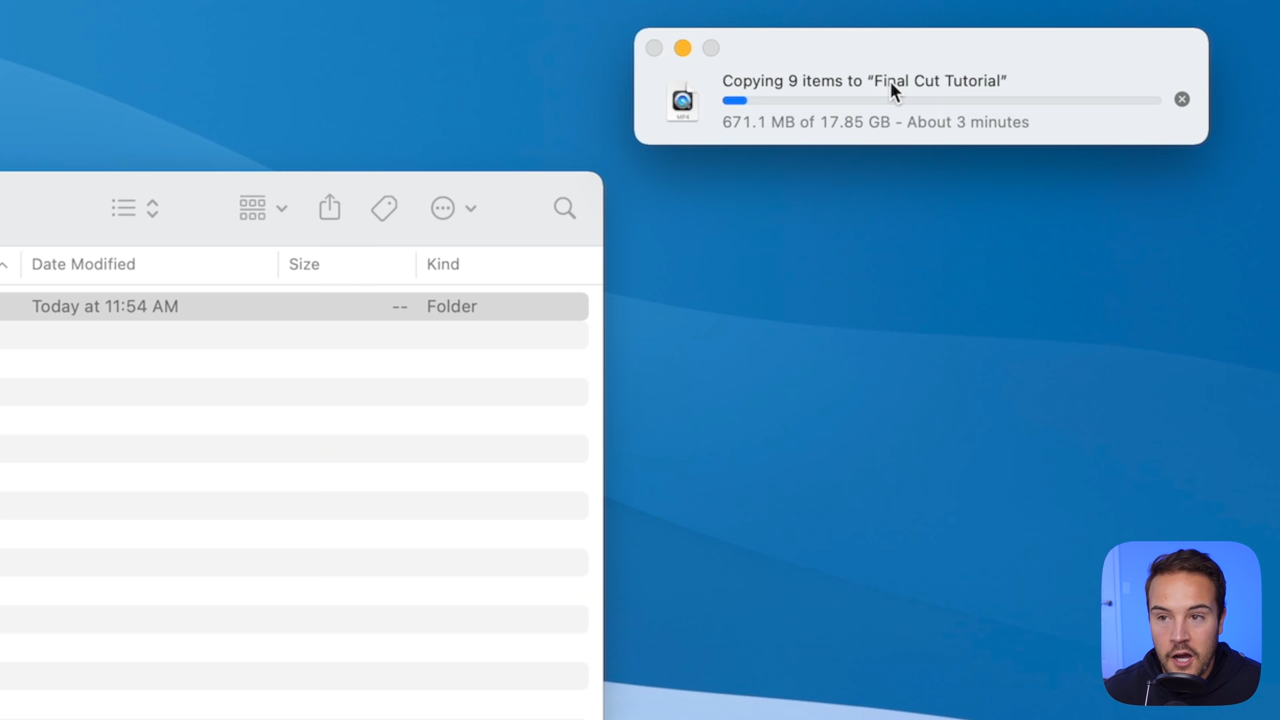 Copying 9 items to “Final Cut Tutorial”
MP4
671.1 MB of 17.85 GB - About 3 minutes
Date Modified Size Kind
Today at 11:54 AM -- Folder